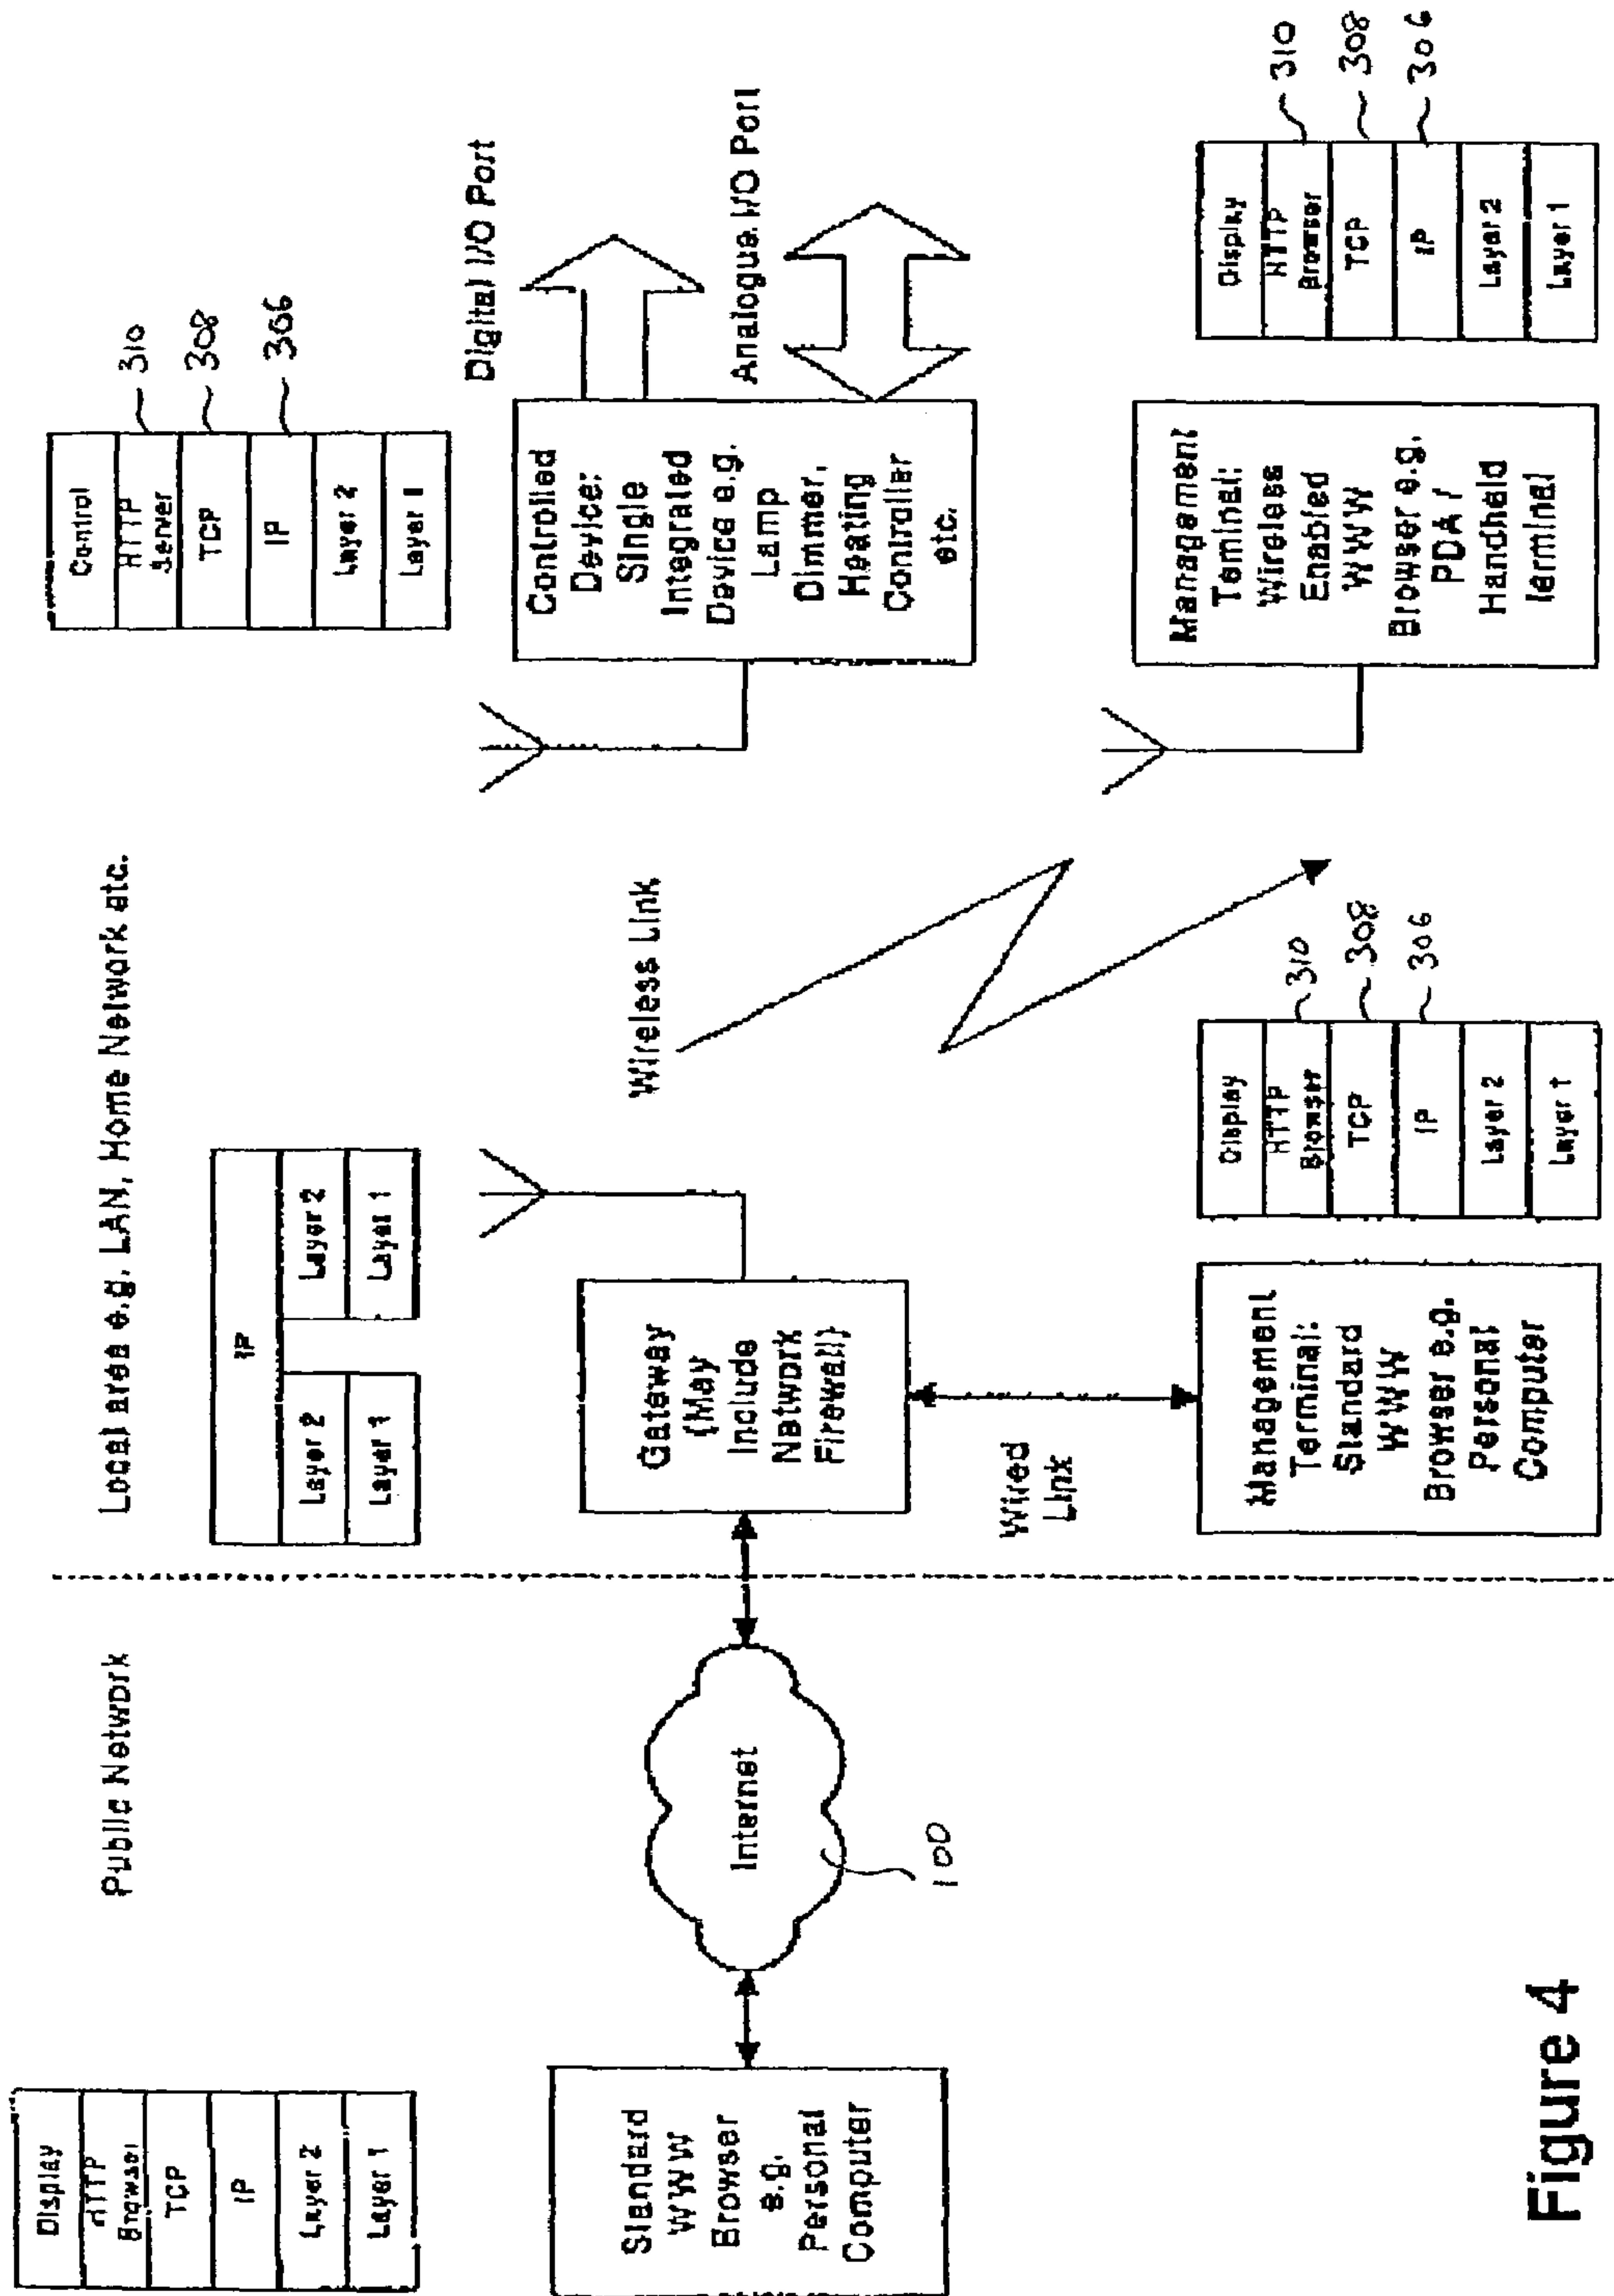 Public Network
Local area e.g. LAN, Home Network etc.
Display
HTTP
Browser
TCP
IP
Layer 2
Layer 1
IP
Layer 2
Layer 2
Layer 1
Layer 1
Control
HTTP
Server
TCP
IP
Layer 2
Layer 1
310
308
306
Standard
WWW
Browser
e.g.
Personal
Computer
Internet
100
Gateway
(May
Include
Network
Firewall)
Wireless Link
Controlled
Device:
Single
Integrated
Device e.g.
Lamp
Dimmer,
Heating
Controller
etc.
Digital I/O Port
Analogue I/O Port
Wired
Link
Management
Terminal:
Standard
WWW
Browser e.g.
Personal
Computer
Display
HTTP
Browser
TCP
IP
Layer 2
Layer 1
310
308
306
Management
Teminal:
Wireless
Enabled
WWW
Browser e.g.
PDA /
Handheld
terminal
Display
HTTP
Browser
TCP
IP
Layer 2
Layer 1
310
308
306
Figure 4